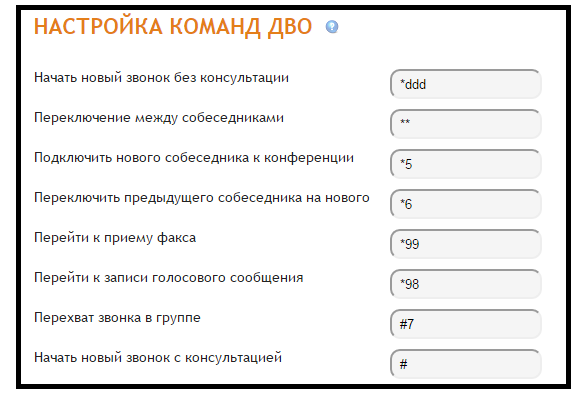 НАСТРОЙКА КОМАНД ДВО ?
Начать новый звонок без консультации *ddd
Переключение между собеседниками **
Подключить нового собеседника к конференции *5
Переключить предыдущего собеседника на нового *6
Перейти к приему факса *99
Перейти к записи голосового сообщения *98
Перехват звонка в группе #7
Начать новый звонок с консультацией #